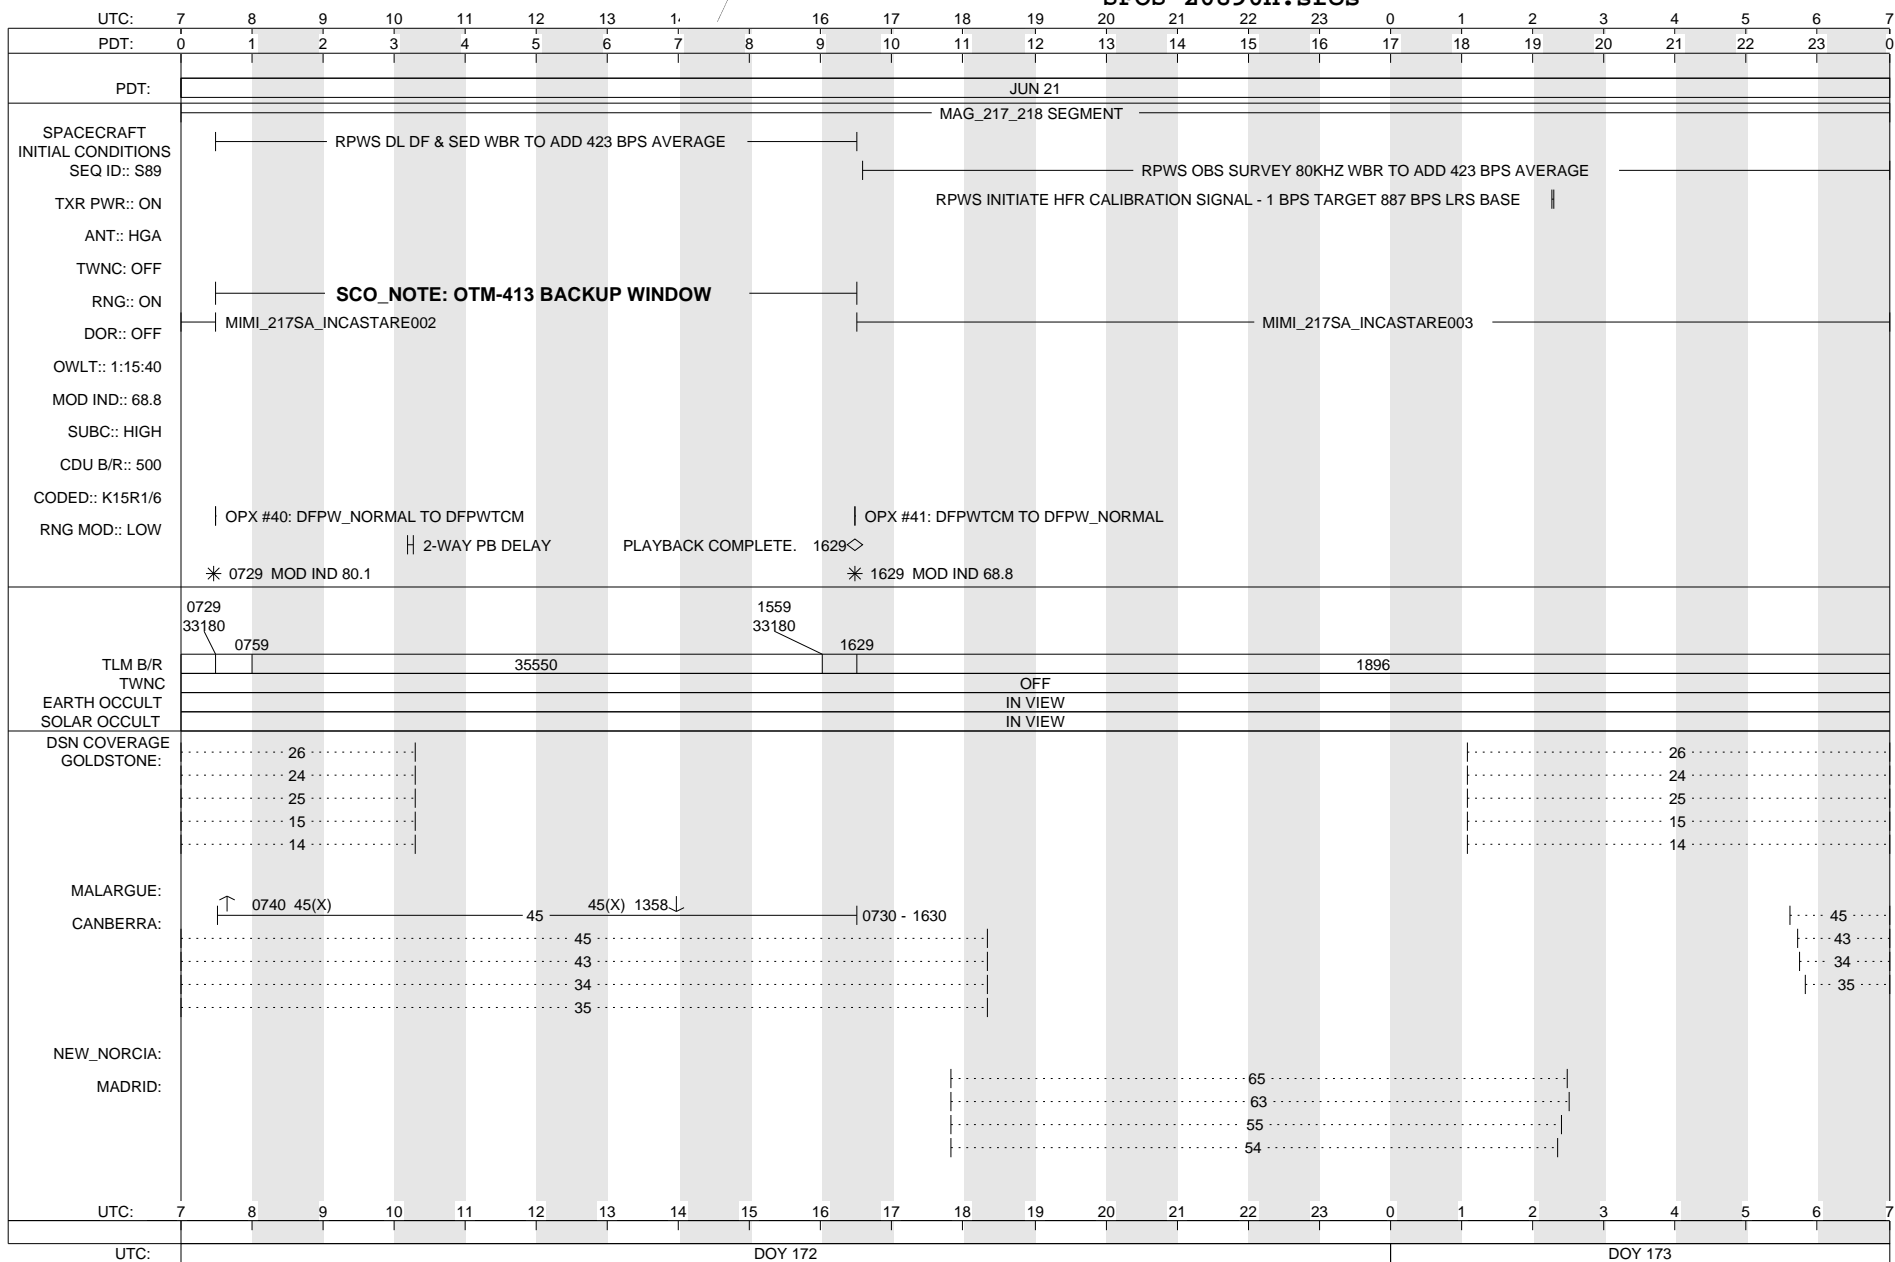 UTC: 7 8 9 10 11 12 13 16 17 18 19 20 21 22 23 0 1 2 3 4 5 6 7
PDT: 0 1 2 3 4 5 6 7 8 9 10 11 12 13 14 15 16 17 18 19 20 21 22 23 0
PDT: JUN 21
MAG_217_218 SEGMENT
SPACECRAFT
INITIAL CONDITIONS
SEQ ID:: S89
TXR PWR:: ON
ANT:: HGA
TWNC: OFF
RNG:: ON
DOR:: OFF
OWLT:: 1:15:40
MOD IND:: 68.8
SUBC:: HIGH
CDU B/R:: 500
CODED:: K15R1/6
RNG MOD:: LOW
RPWS DL DF & SED WBR TO ADD 423 BPS AVERAGE
RPWS OBS SURVEY 80KHZ WBR TO ADD 423 BPS AVERAGE
RPWS INITIATE HFR CALIBRATION SIGNAL - 1 BPS TARGET 887 BPS LRS BASE
SCO_NOTE: OTM-413 BACKUP WINDOW
MIMI_217SA_INCASTARE002 MIMI_217SA_INCASTARE003
OPX #40: DFPW_NORMAL TO DFPWTCM OPX #41: DFPWTCM TO DFPW_NORMAL
2-WAY PB DELAY PLAYBACK COMPLETE. 1629
0729 MOD IND 80.1 1629 MOD IND 68.8
0729 1559
33180 33180
0759 1629
TLM B/R 35550 1896
TWNC OFF
EARTH OCCULT IN VIEW
SOLAR OCCULT IN VIEW
DSN COVERAGE
GOLDSTONE:
26 26
24 24
25 25
15 15
14 14
MALARGUE:
0740 45(X) 45(X) 1358
CANBERRA: 45 0730 - 1630 45
45 43
43 34
34 35
35
NEW_NORCIA:
MADRID:
65
63
55
54
UTC: 7 8 9 10 11 12 13 14 15 16 17 18 19 20 21 22 23 0 1 2 3 4 5 6 7
UTC: DOY 172 DOY 173